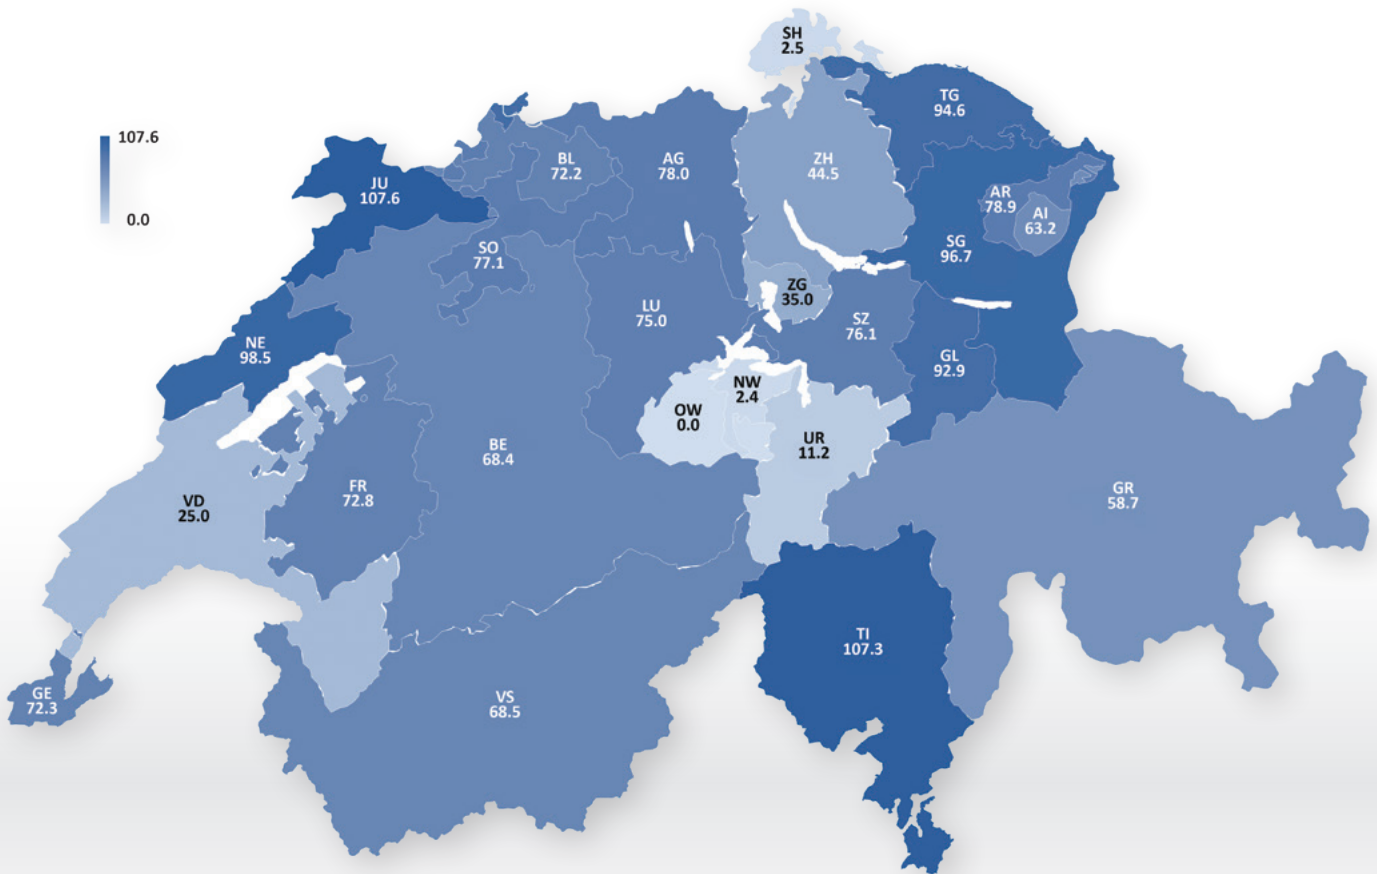 SH
2.5
TG
94.6
107.6
0.0
BL
72.2
AG
78.0
ZH
44.5
JU
107.6
AR
78.9
AI
63.2
SO
77.1
SG
96.7
ZG
35.0
LU
75.0
SZ
76.1
NE
98.5
GL
92.9
NW
2.4
OW
0.0
UR
11.2
BE
68.4
FR
72.8
VD
25.0
GR
58.7
TI
107.3
GE
72.3
VS
68.5